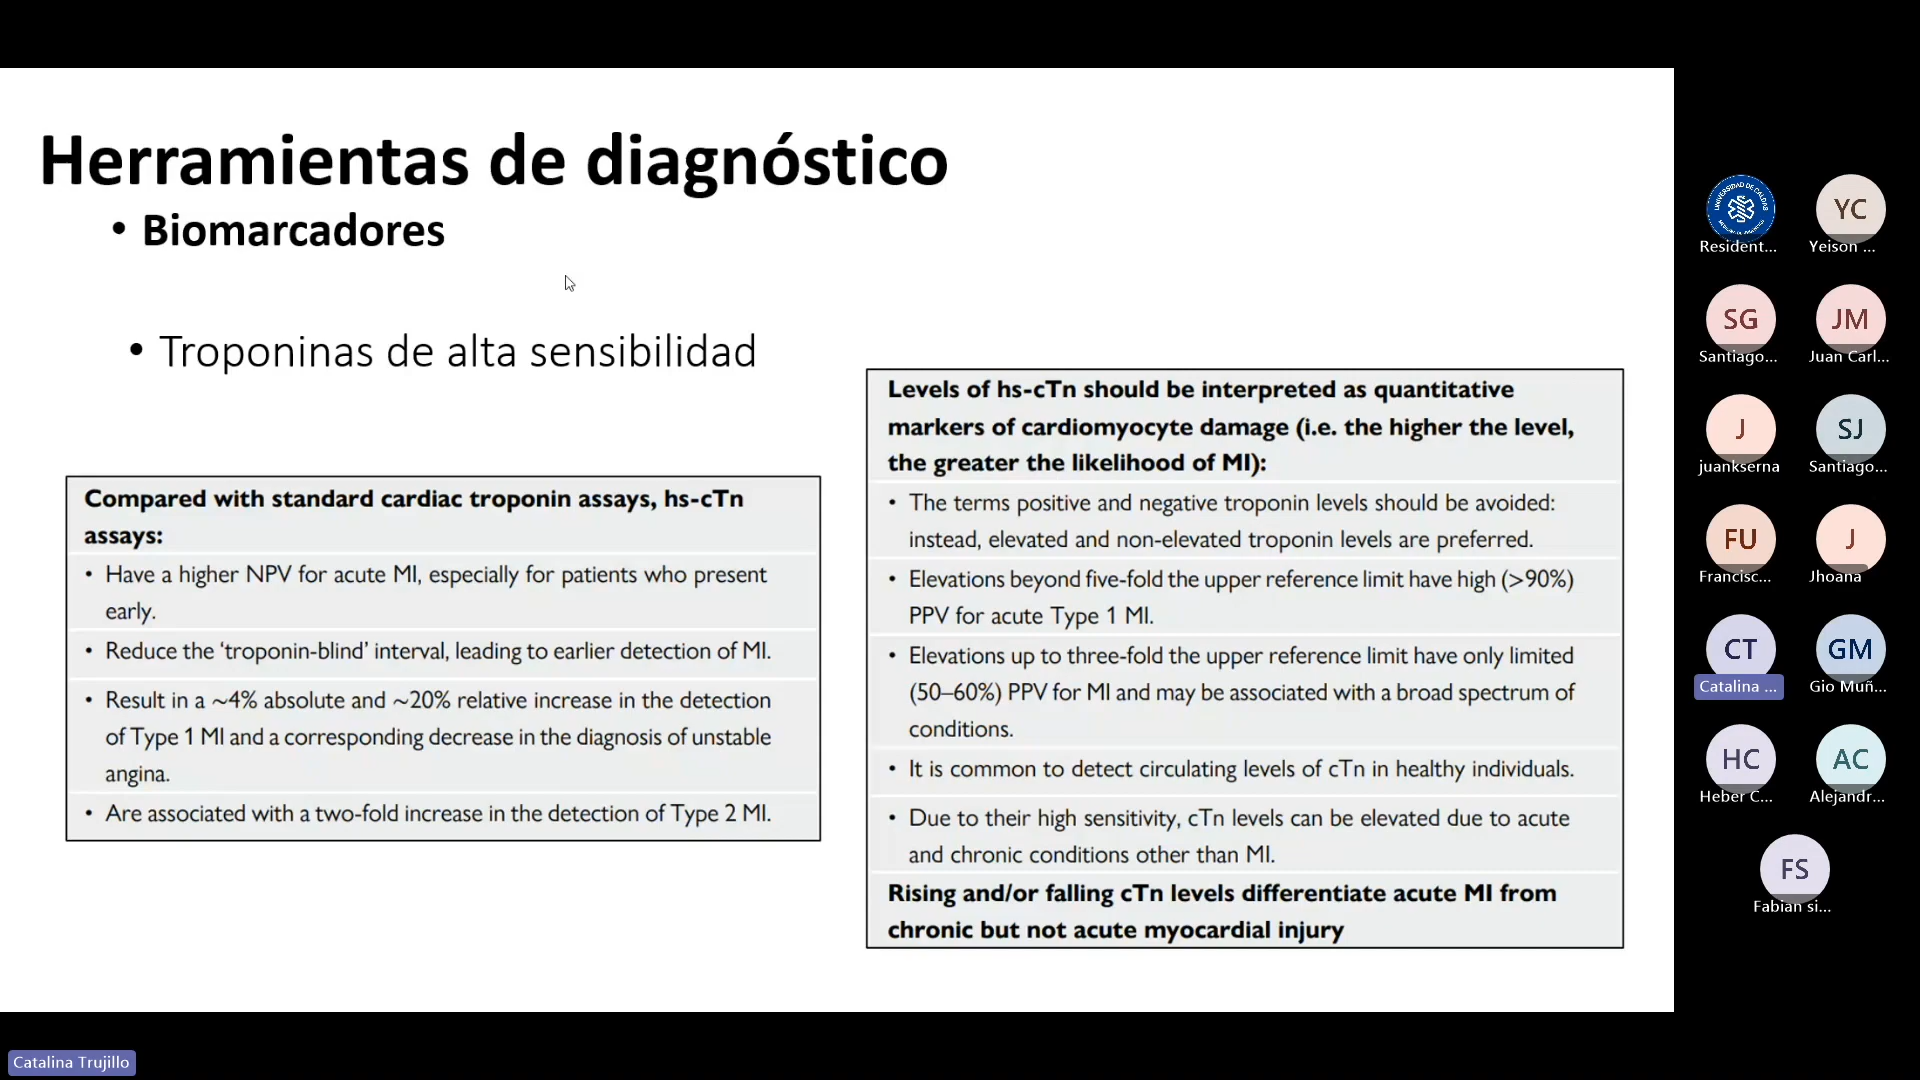 Herramientas de diagnóstico
• Biomarcadores
• Troponinas de alta sensibilidad
Compared with standard cardiac troponin assays, hs-cTn
assays:
• Have a higher NPV for acute MI, especially for patients who present
early.
• Reduce the ‘troponin-blind’ interval, leading to earlier detection of MI.
• Result in a ~4% absolute and ~20% relative increase in the detection
of Type 1 MI and a corresponding decrease in the diagnosis of unstable
angina.
• Are associated with a two-fold increase in the detection of Type 2 MI.
Levels of hs-cTn should be interpreted as quantitative
markers of cardiomyocyte damage (i.e. the higher the level,
the greater the likelihood of MI):
• The terms positive and negative troponin levels should be avoided:
instead, elevated and non-elevated troponin levels are preferred.
• Elevations beyond five-fold the upper reference limit have high (>90%)
PPV for acute Type 1 MI.
• Elevations up to three-fold the upper reference limit have only limited
(50–60%) PPV for MI and may be associated with a broad spectrum of
conditions.
• It is common to detect circulating levels of cTn in healthy individuals.
• Due to their high sensitivity, cTn levels can be elevated due to acute
and chronic conditions other than MI.
Rising and/or falling cTn levels differentiate acute MI from
chronic but not acute myocardial injury
UNIVERSIDAD DE CALDAS
Resident...
YC
Yeison ...
SG
Santiago...
JM
Juan Carl...
J
juankserna
SJ
Santiago...
FU
Francisc...
J
Jhoana
CT
Catalina ...
GM
Gio Muñ...
HC
Heber C...
AC
Alejandr...
FS
Fabian si...
Catalina Trujillo